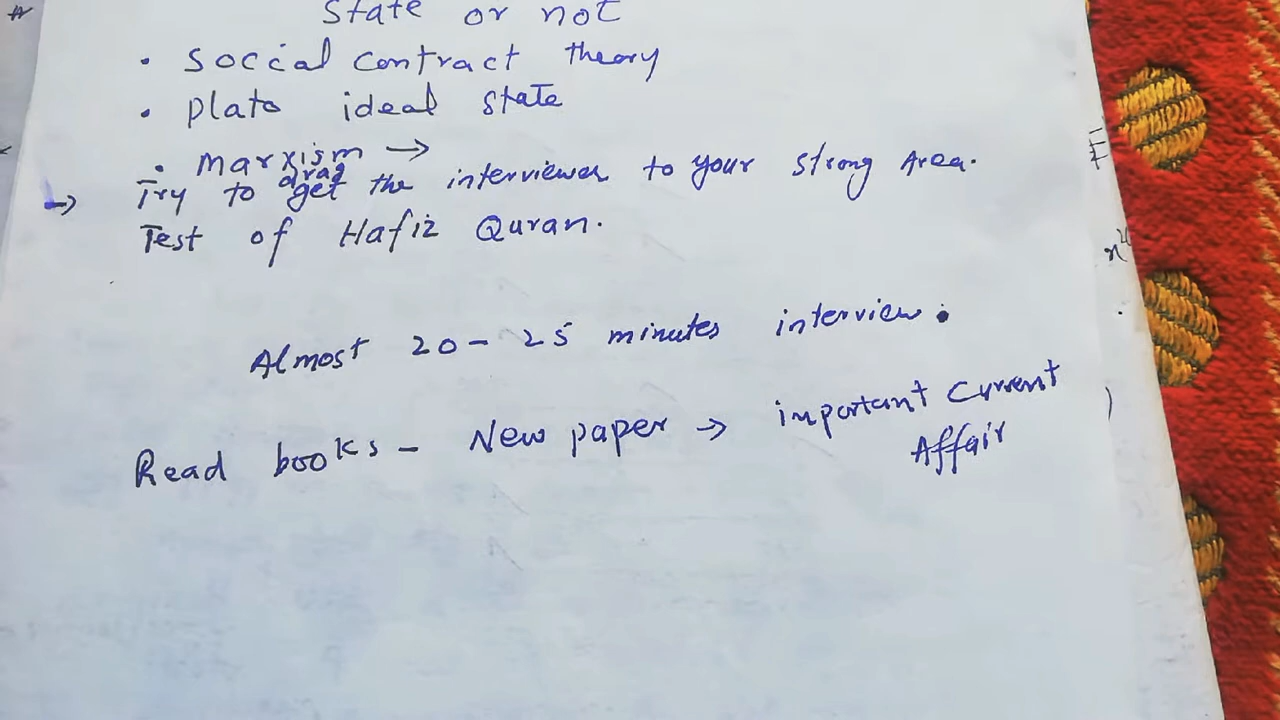 State or not
• Social contract theory
• Plato ideal state
• Marxism →
→ Try to get drag the interviewer to your strong Area.
Test of Hafiz Quran.
Almost 20 - 25 minutes interview.
Read books - New paper → important Current
Affair